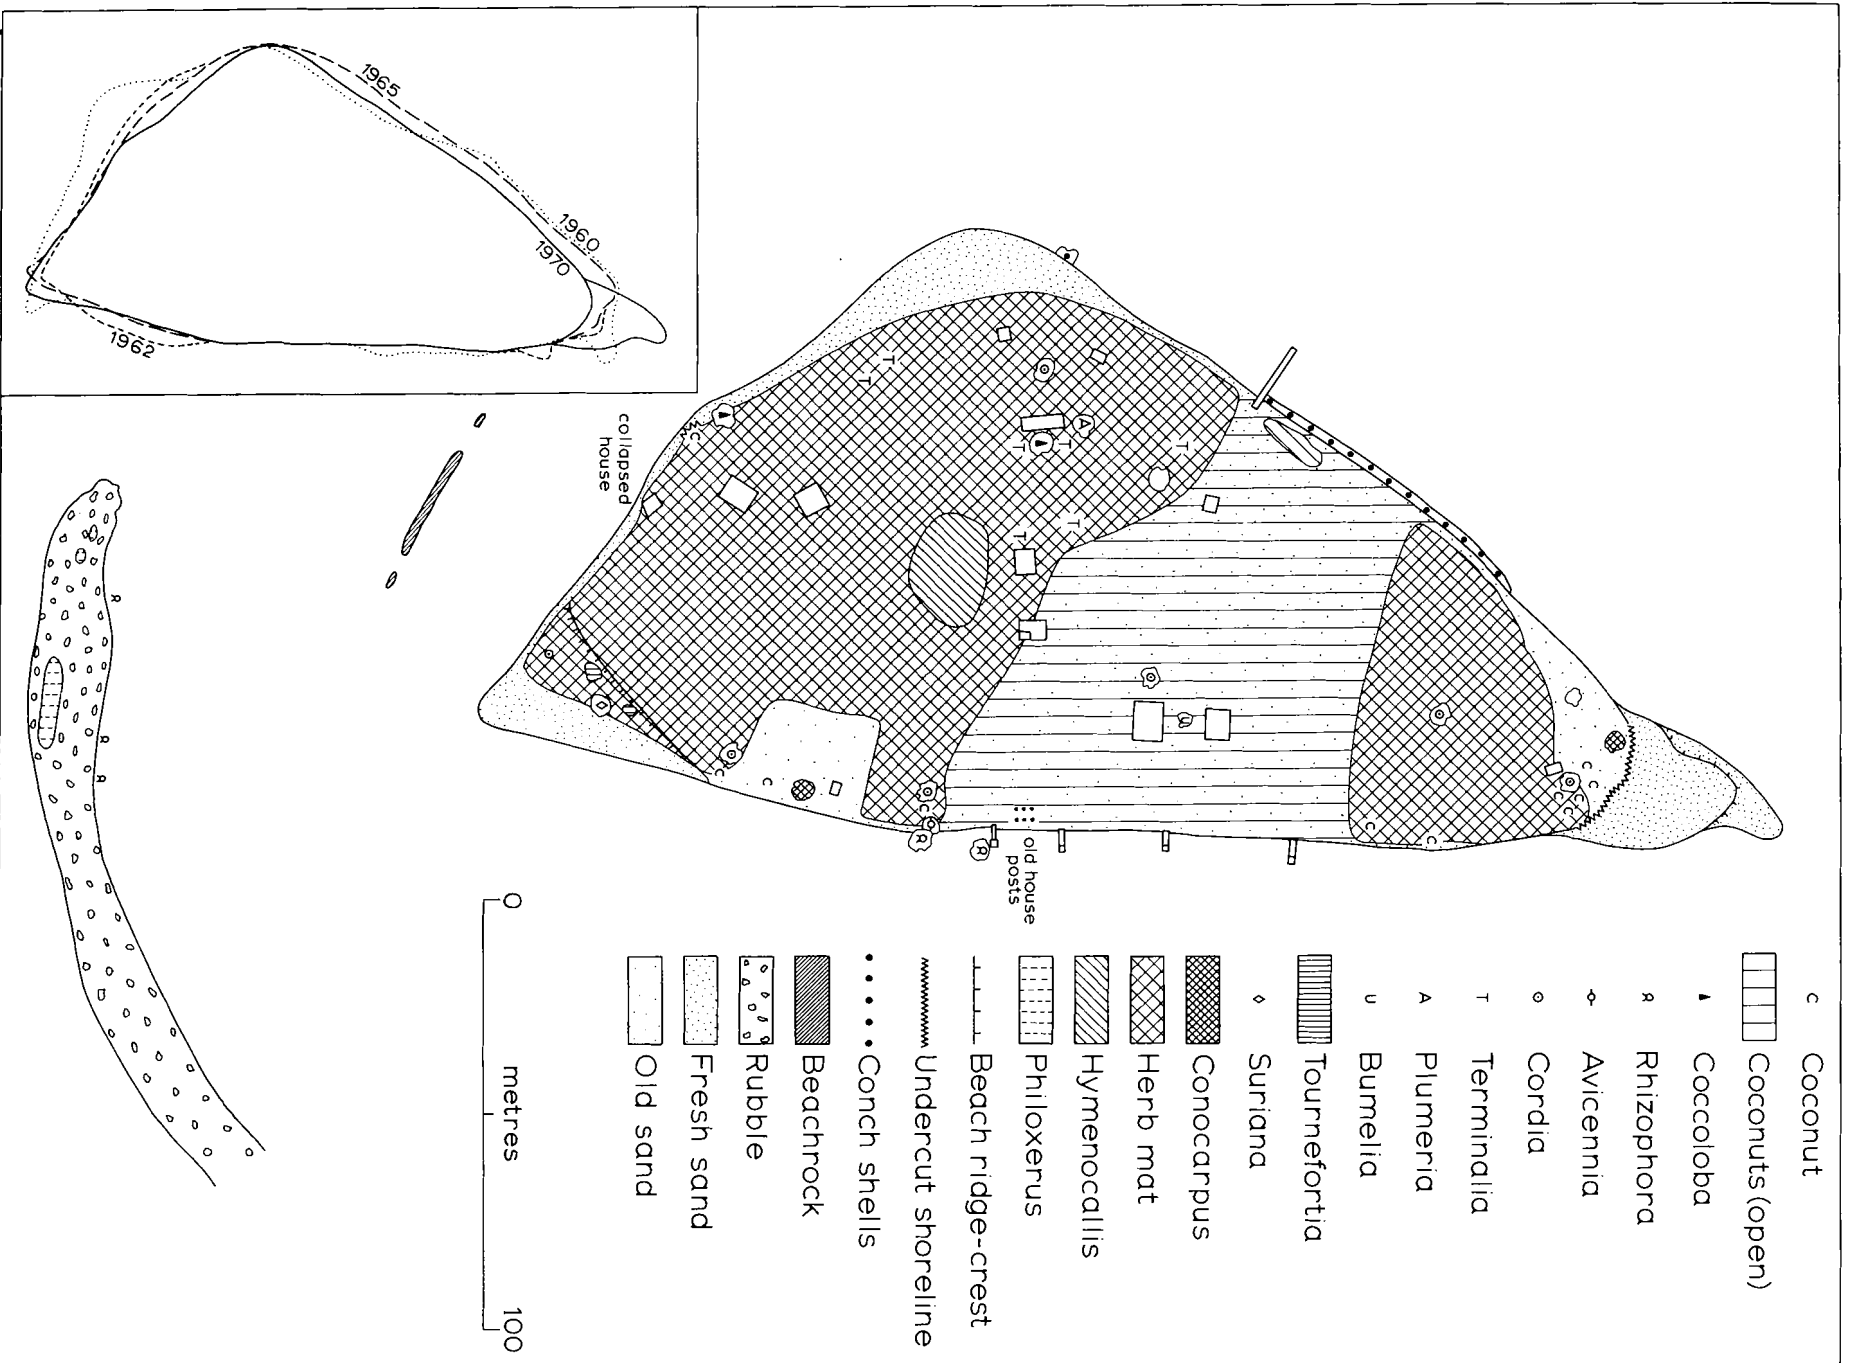 1965
1960
1970
1962
collapsed
house
old house
posts
c Coconut
Coconuts (open)
Coccoloba
Rhizophora
Avicennia
Cordia
T Terminalia
A Plumeria
U Bumelia
Tournefortia
Suriana
Conocarpus
Herb mat
Hymenocallis
Philoxerus
Beach ridge-crest
Undercut shoreline
Conch shells
Beachrock
Rubble
Fresh sand
Old sand
0 metres 100
T
T
A
T
T
T
T
T
c
c
c
c
c
c
c
c
c
c
c
c
U